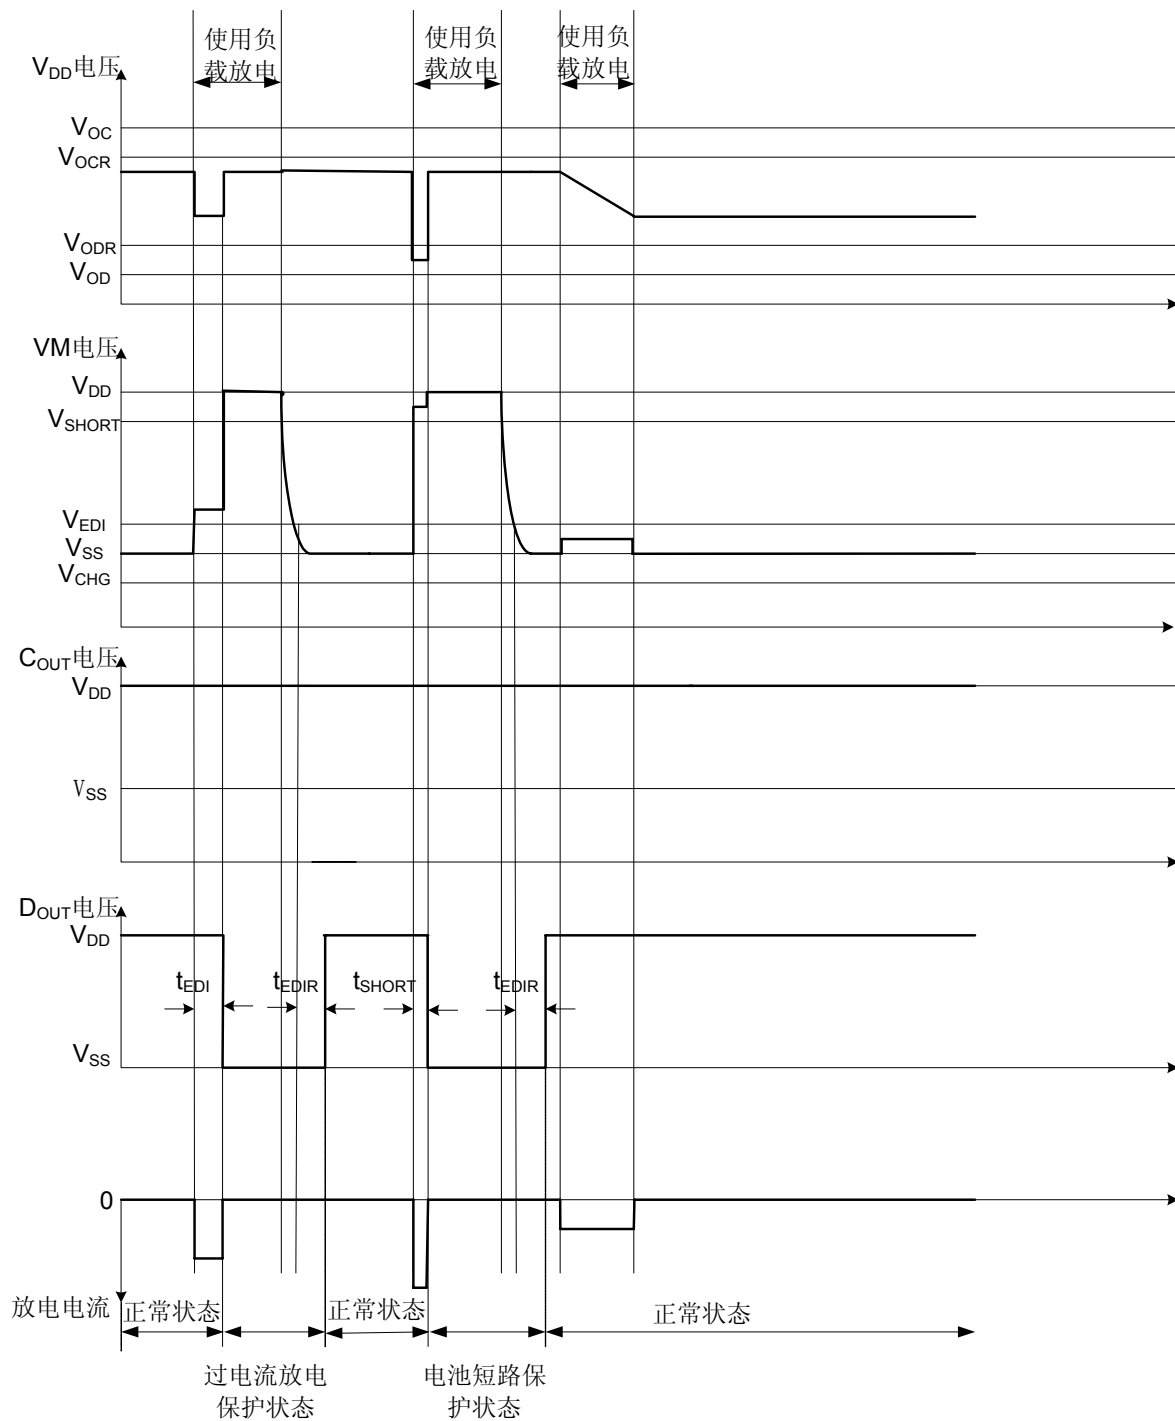 使用负
载放电
使用负
载放电
使用负
载放电
VDD电压
VOC
VOCR
VODR
VOD
VM电压
VDD
VSHORT
VEDI
VSS
VCHG
COUT电压
VDD
VSS
DOUT电压
VDD
tEDI
tEDIR
tSHORT
tEDIR
VSS
0
放电电流
正常状态
正常状态
正常状态
过电流放电
保护状态
电池短路保
护状态